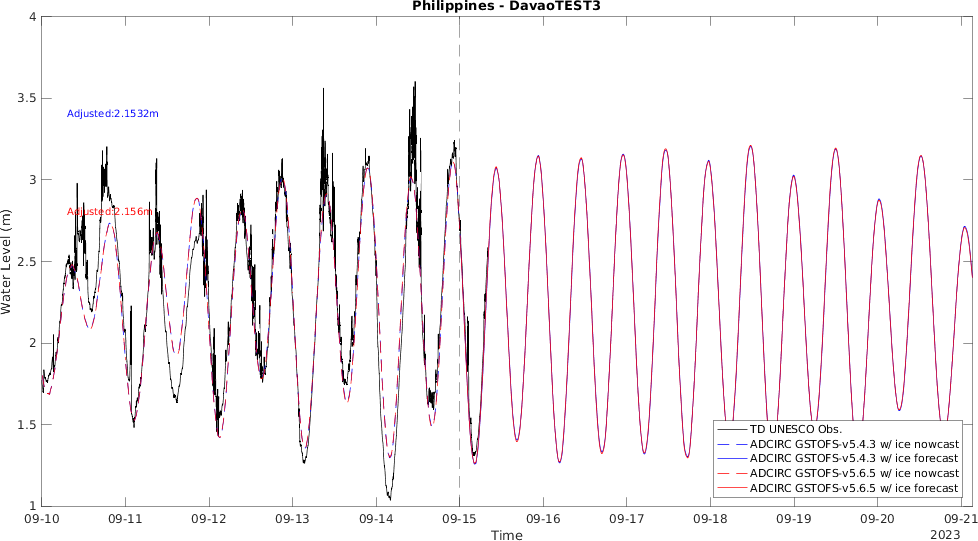 Philippines - DavaoTEST3
4
3.5
3
2.5
2
1.5
1
Water Level (m)
Adjusted:2.1532m
Adjusted:2.156m
TD UNESCO Obs.
ADCIRC GSTOFS-v5.4.3 w/ ice nowcast
ADCIRC GSTOFS-v5.4.3 w/ ice forecast
ADCIRC GSTOFS-v5.6.5 w/ ice nowcast
ADCIRC GSTOFS-v5.6.5 w/ ice forecast
09-10 09-11 09-12 09-13 09-14 09-15 09-16 09-17 09-18 09-19 09-20 09-21
Time
2023